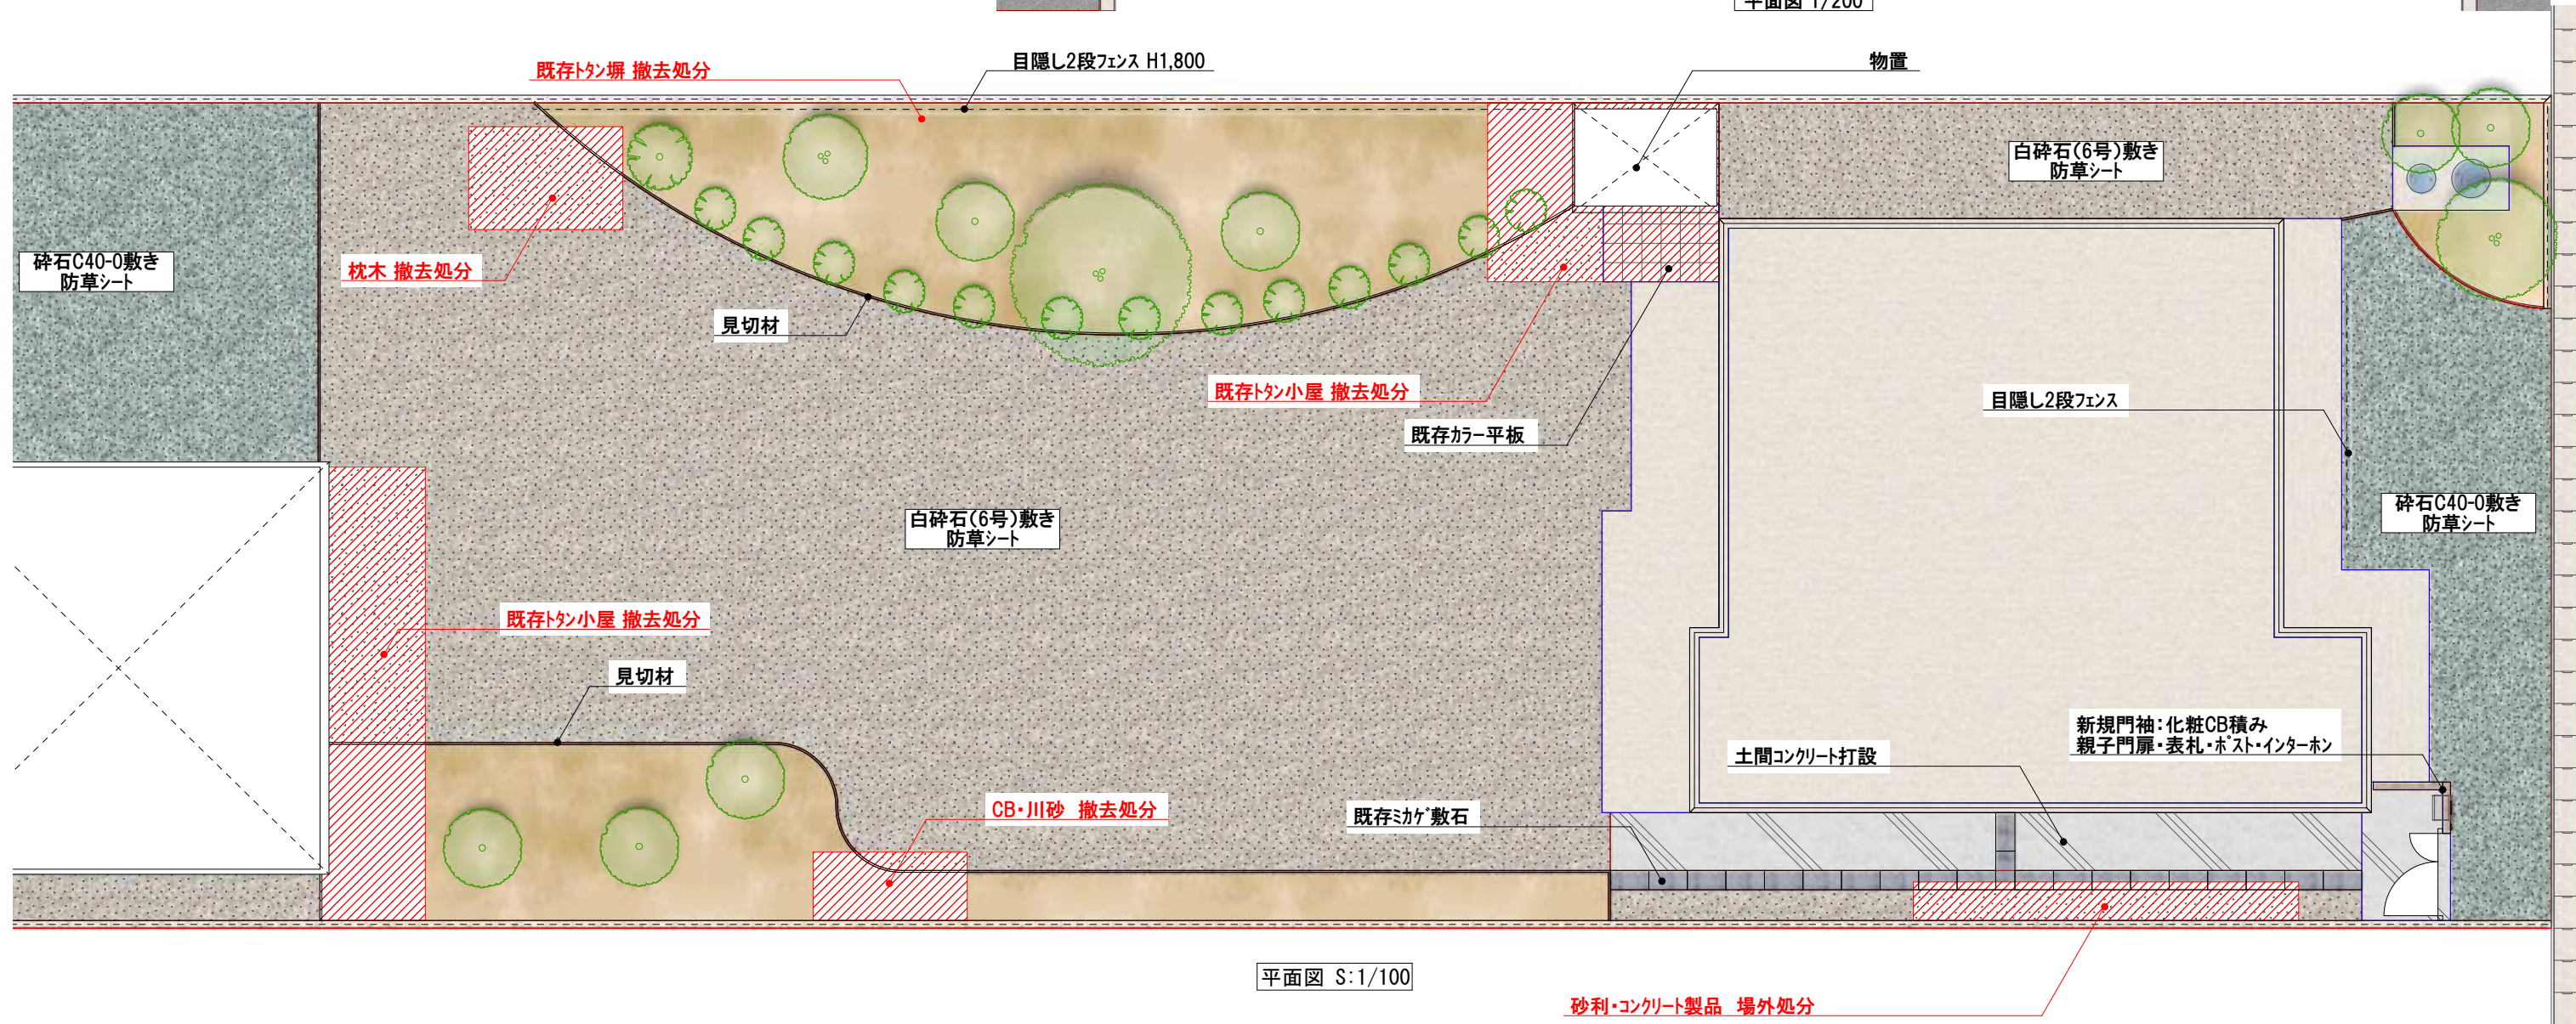 平面図 1/200
目隠し2段フェンス H1,800
物置
既存トタン塀 撤去処分
白砕石(6号)敷き
防草シート
砕石C40-0敷き
防草シート
枕木 撤去処分
見切材
既存トタン小屋 撤去処分
目隠し2段フェンス
既存カラー平板
砕石C40-0敷き
防草シート
白砕石(6号)敷き
防草シート
既存トタン小屋 撤去処分
見切材
新規門袖:化粧CB積み
親子門扉・表札・ポスト・インターホン
土間コンクリート打設
CB・川砂 撤去処分
既存ミカゲ敷石
平面図 S:1/100
砂利・コンクリート製品 場外処分